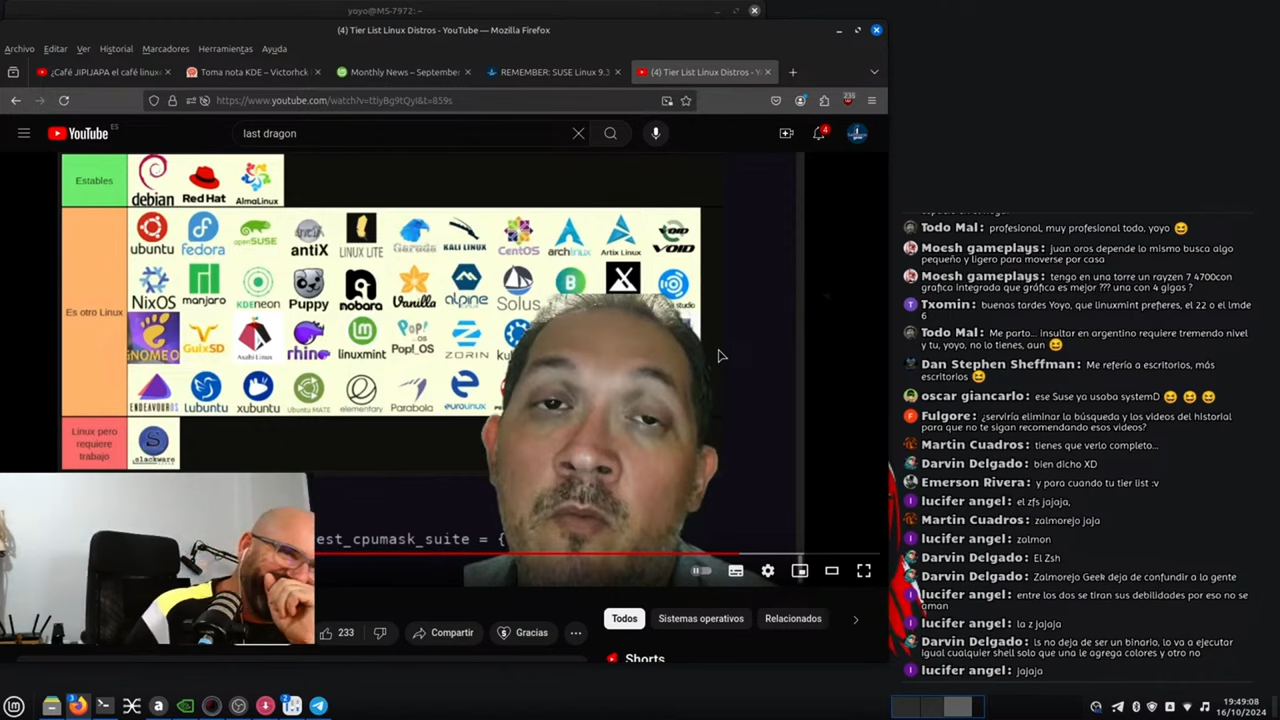 yoyo@MS-7972: ~
(4) Tier List Linux Distros - YouTube — Mozilla Firefox
Archivo Editar Ver Historial Marcadores Herramientas Ayuda
¿Café JIPIJAPA el café linuxe
Toma nota KDE – Victorhck
Monthly News – September
REMEMBER: SUSE Linux 9.3
(4) Tier List Linux Distros - Y
https://www.youtube.com/watch?v=ttiyBg9tQyI&t=859s
235
YouTube ES
last dragon
4
Estables
debian
Red Hat
AlmaLinux
Es otro Linux
ubuntu
fedora
openSUSE
antiX
LINUX LITE
Garuda
KALI LINUX
CentOS
archlinux
Artix Linux
VOID
NixOS
manjaro
KDE neon
Puppy
nobara
Vanilla
alpine
Solus
GNOME O
GuixSD
Asahi Linux
rhino
linuxmint
Pop!_OS
ZORIN
ENDEAVOUROS
Lubuntu
xubuntu
Ubuntu MATE
elementary
Parabola
eurolinux
Linux pero
requiere
trabajo
slackware
est_cpumask_suite = {
233
Compartir
Gracias
Todos
Sistemas operativos
Relacionados
Shorts
Todo Mal: profesional, muy profesional todo, yoyo
Moesh gameplays: juan oros depende lo mismo busca algo
pequeño y ligero para moverse por casa
Moesh gameplays: tengo en una torre un rayzen 7 4700con
grafica integrada que gráfica es mejor ??? una con 4 gigas ?
Txomin: buenas tardes Yoyo, que linuxmint prefieres, el 22 o el lmde
6
Todo Mal: Me parto... insultor en argentino requiere tremendo nivel
y tu, yoyo, no lo tienes, aun
Dan Stephen Sheffman: Me refería a escritorios, más
escritorios
oscar giancarlo: ese Suse ya usaba systemD
Fulgore: ¿serviría eliminar la búsqueda y los videos del historial
para que no te sigan recomendando esos videos?
Martin Cuadros: tienes que verlo completo...
Darvin Delgado: bien dicho XD
Emerson Rivera: y para cuando tu tier list :v
lucifer angel: el zfs jajaja,
Martin Cuadros: zalmorejo jaja
lucifer angel: zalmon
Darvin Delgado: El Zsh
Darvin Delgado: Zalmorejo Geek deja de confundir a la gente
lucifer angel: entre los dos se tiran sus debilidades por eso no se
aman
lucifer angel: la z jajaja
Darvin Delgado: ls no deja de ser un binario, lo va a ejecutar
igual cualquier shell solo que una le agrega colores y otro no
lucifer angel: jajaja
19:49:08
16/10/2024